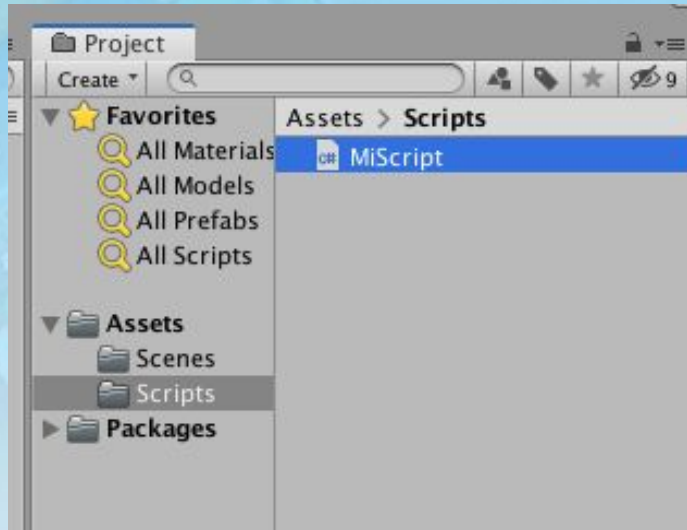 Project
Create
9
Favorites
All Materials
All Models
All Prefabs
All Scripts
Assets
Scenes
Scripts
Packages
Assets > Scripts
C# MiScript